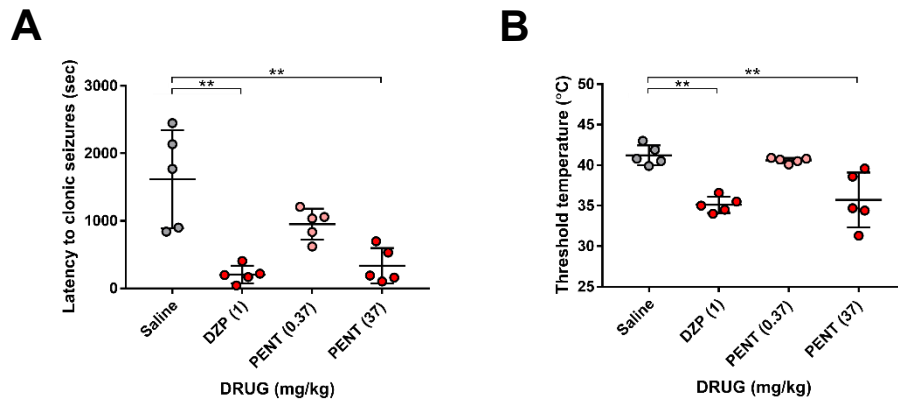 A
Latency to clonic seizures (sec)
3000
2000
1000
0
**
**
Saline
DZP (1)
PENT (0.37)
PENT (37)
DRUG (mg/kg)
B
Threshold temperature (°C)
50
45
40
35
30
25
**
**
Saline
DZP (1)
PENT (0.37)
PENT (37)
DRUG (mg/kg)